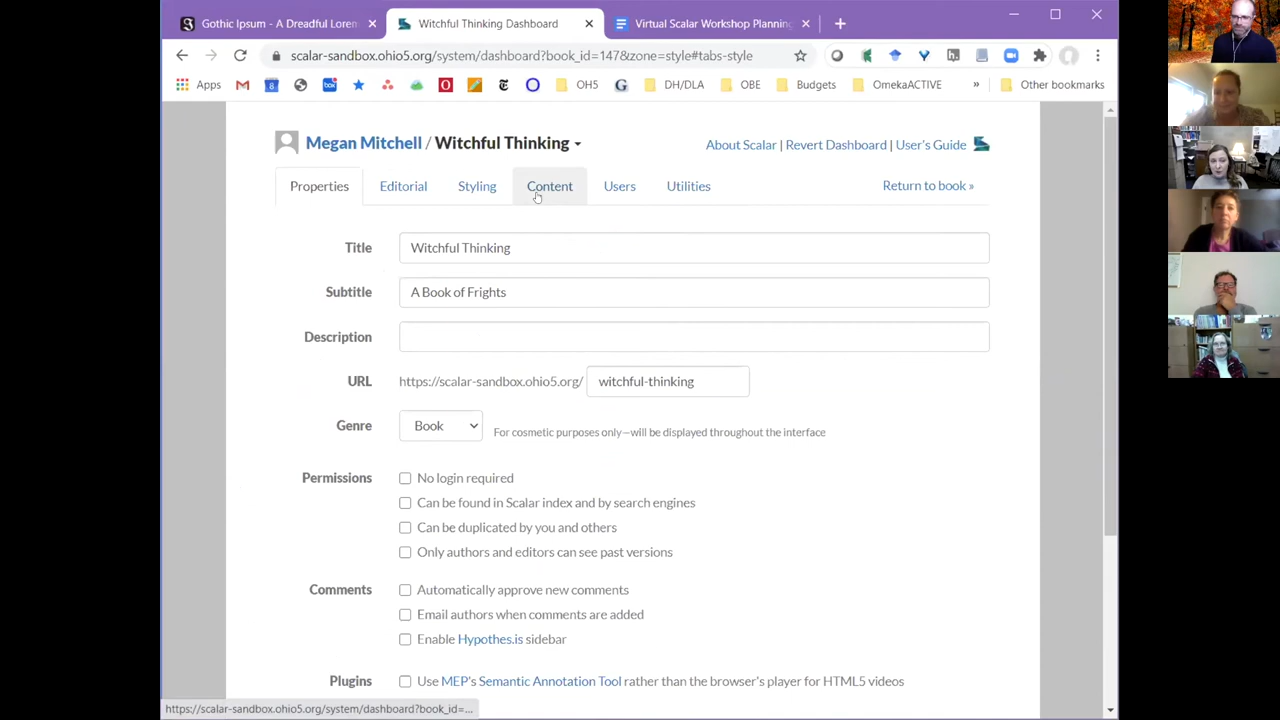 Gothic Ipsum - A Dreadful Lorem
Witchful Thinking Dashboard
Virtual Scalar Workshop Planning
scalar-sandbox.ohio5.org/system/dashboard?book_id=147&zone=style#tabs-style
Apps OH5 DH/DLA OBE Budgets OmekaACTIVE » Other bookmarks
Megan Mitchell / Witchful Thinking
About Scalar | Revert Dashboard | User's Guide
Properties Editorial Styling Content Users Utilities Return to book »
Title Witchful Thinking
Subtitle A Book of Frights
Description
URL https://scalar-sandbox.ohio5.org/ witchful-thinking
Genre Book For cosmetic purposes only—will be displayed throughout the interface
Permissions No login required
Can be found in Scalar index and by search engines
Can be duplicated by you and others
Only authors and editors can see past versions
Comments Automatically approve new comments
Email authors when comments are added
Enable Hypothes.is sidebar
Plugins Use MEP's Semantic Annotation Tool rather than the browser's player for HTML5 videos
https://scalar-sandbox.ohio5.org/system/dashboard?book_id=...